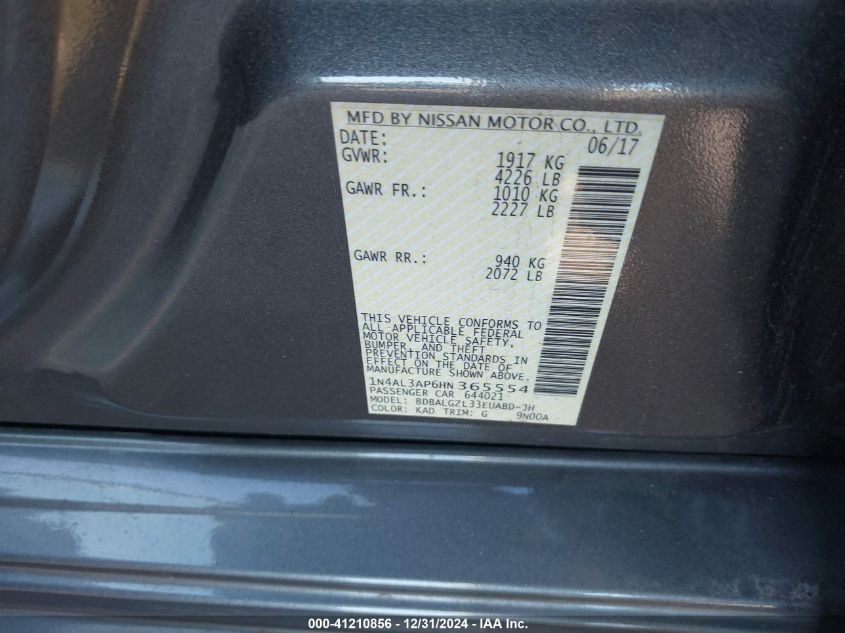 MFD BY NISSAN MOTOR CO., LTD.
DATE: 06/17
GVWR: 1917 KG
4226 LB
GAWR FR.: 1010 KG
2227 LB
GAWR RR.: 940 KG
2072 LB
THIS VEHICLE CONFORMS TO
ALL APPLICABLE FEDERAL
MOTOR VEHICLE SAFETY,
BUMPER, AND THEFT
PREVENTION STANDARDS IN
EFFECT ON THE DATE OF
MANUFACTURE SHOWN ABOVE.
1N4AL3AP6HN365554
PASSENGER CAR 644021
MODEL: BDBALGZL33EUABD-JH
COLOR: KAD TRIM: G 9N00A
000-41210856 - 12/31/2024 - IAA Inc.